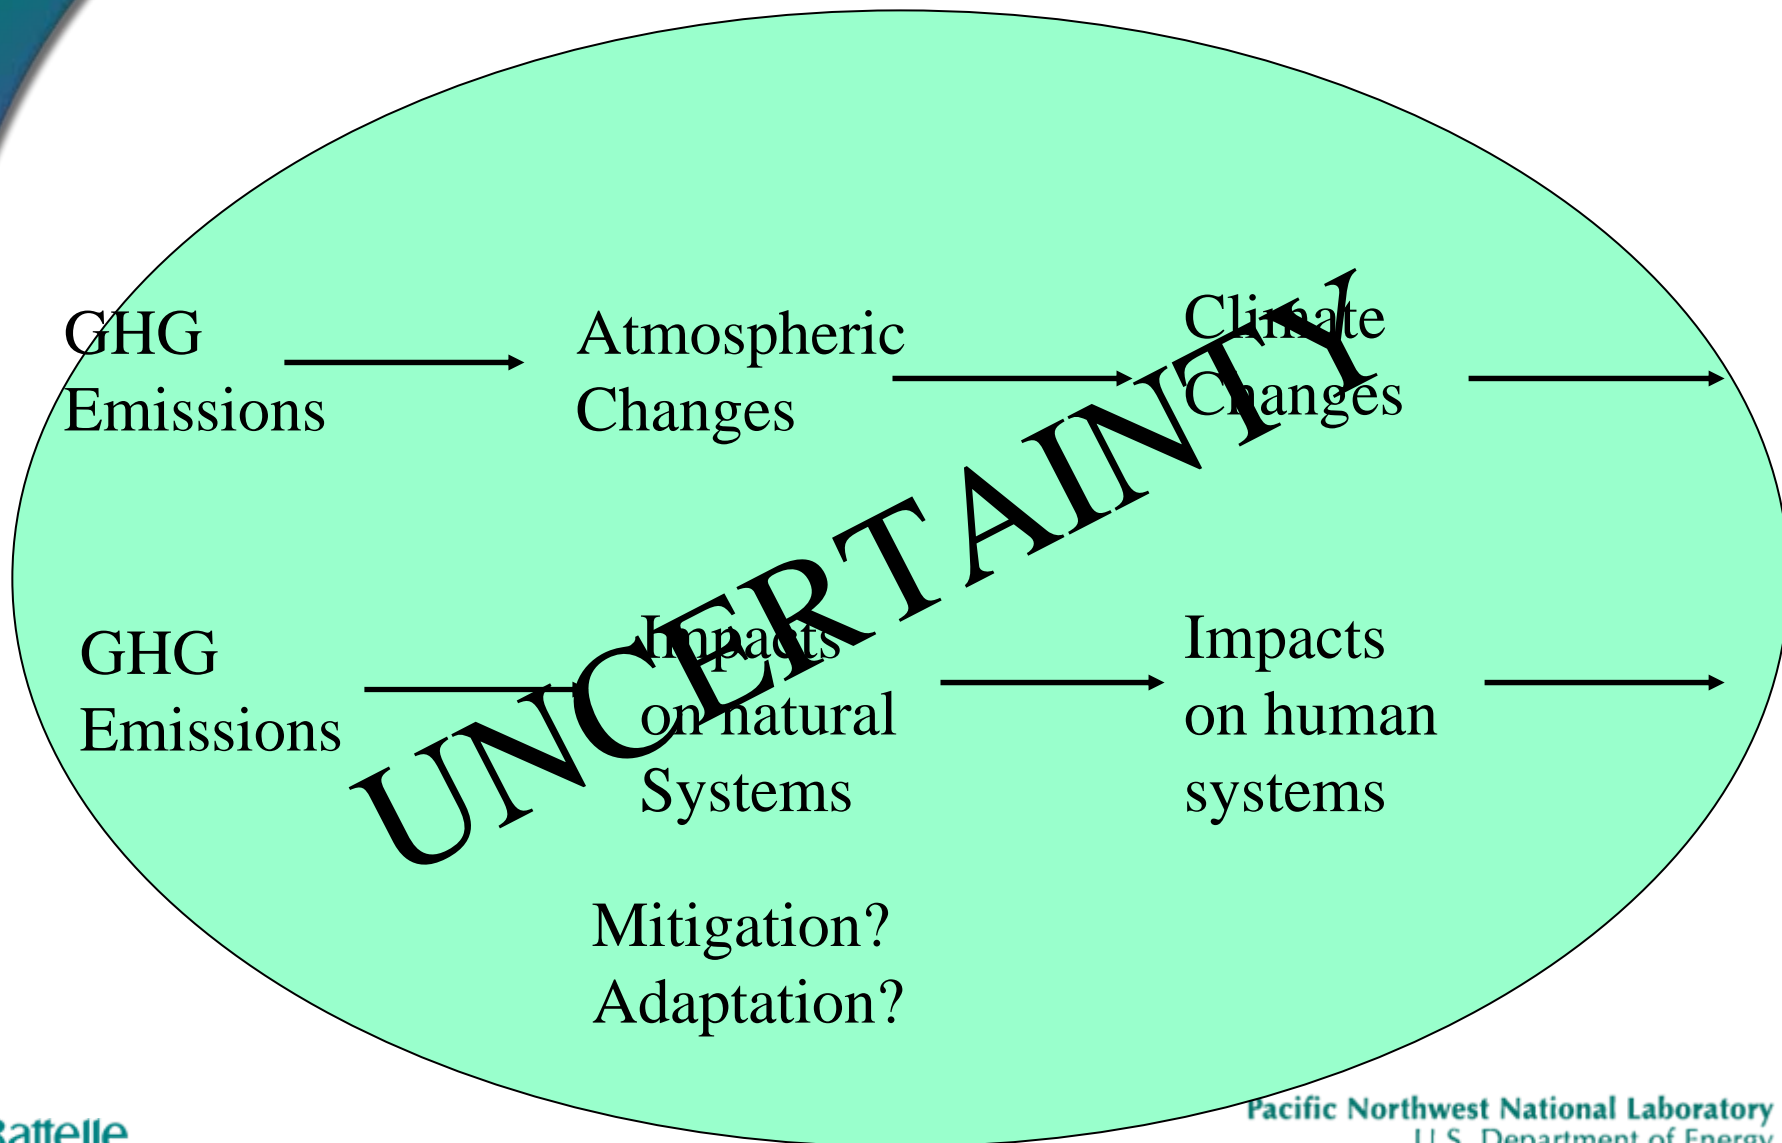 GHG
Emissions
Atmospheric
Changes
Climate
Changes
UNCERTAINTY
GHG
Emissions
Impacts
on natural
Systems
Impacts
on human
systems
Mitigation?
Adaptation?
Pacific Northwest National Laboratory
U.S. Department of Energy
Battelle